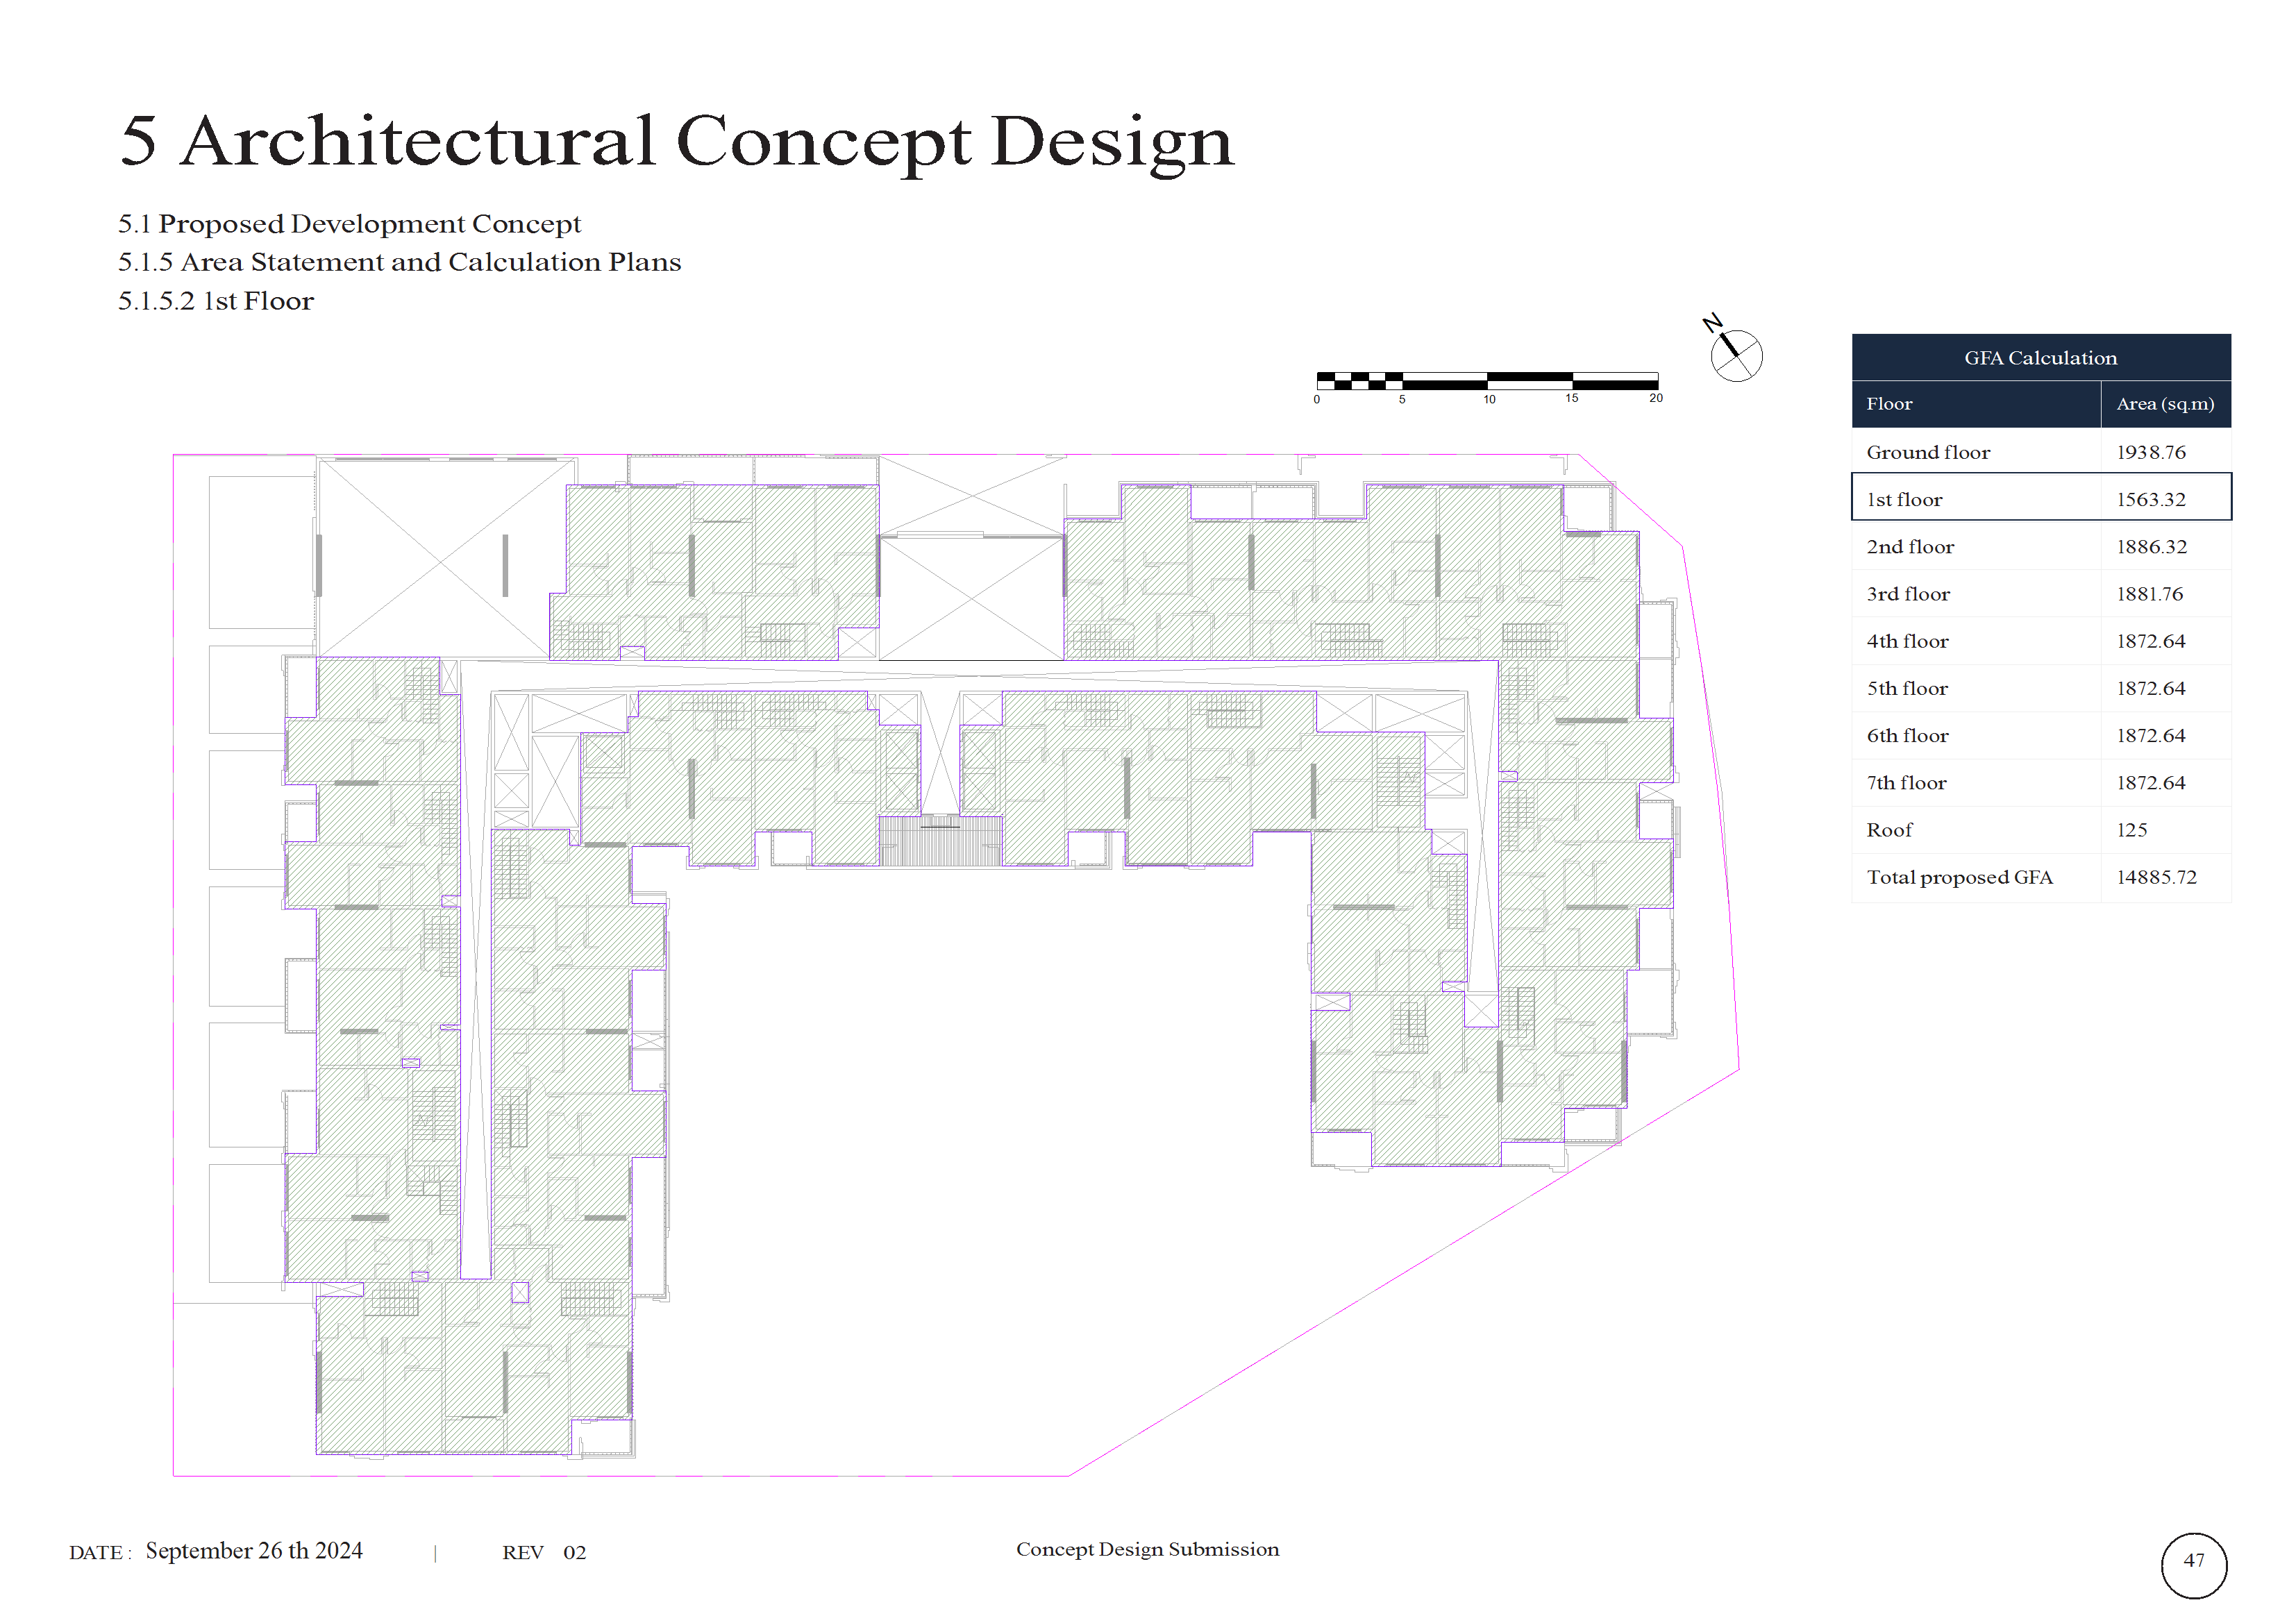 5 Architectural Concept Design
5.1 Proposed Development Concept
5.1.5 Area Statement and Calculation Plans
5.1.5.2 1st Floor
N
0 5 10 15 20
GFA Calculation
Floor Area (sq.m)
Ground floor 1938.76
1st floor 1563.32
2nd floor 1886.32
3rd floor 1881.76
4th floor 1872.64
5th floor 1872.64
6th floor 1872.64
7th floor 1872.64
Roof 125
Total proposed GFA 14885.72
DATE : September 26 th 2024 | REV 02
Concept Design Submission
47